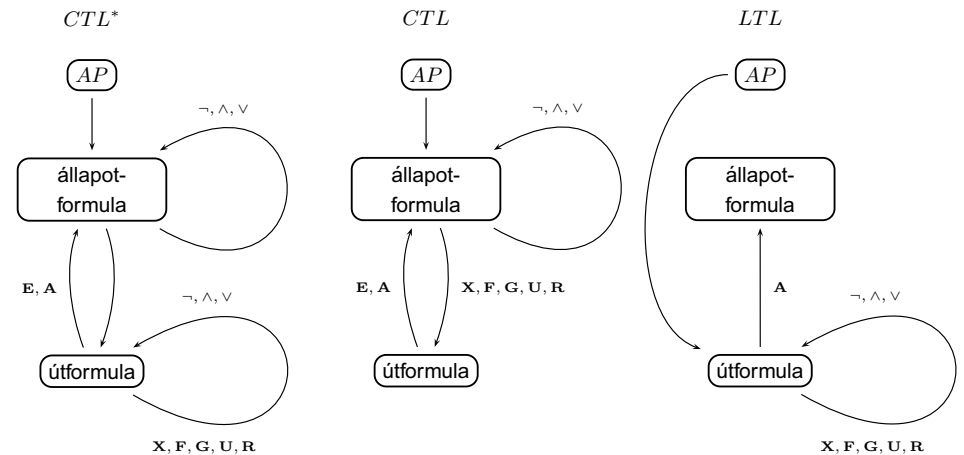 CTL*
AP
¬, ∧, ∨
állapot-
formula
E, A
¬, ∧, ∨
útformula
X, F, G, U, R
CTL
AP
¬, ∧, ∨
állapot-
formula
E, A
X, F, G, U, R
útformula
LTL
AP
állapot-
formula
A
¬, ∧, ∨
útformula
X, F, G, U, R